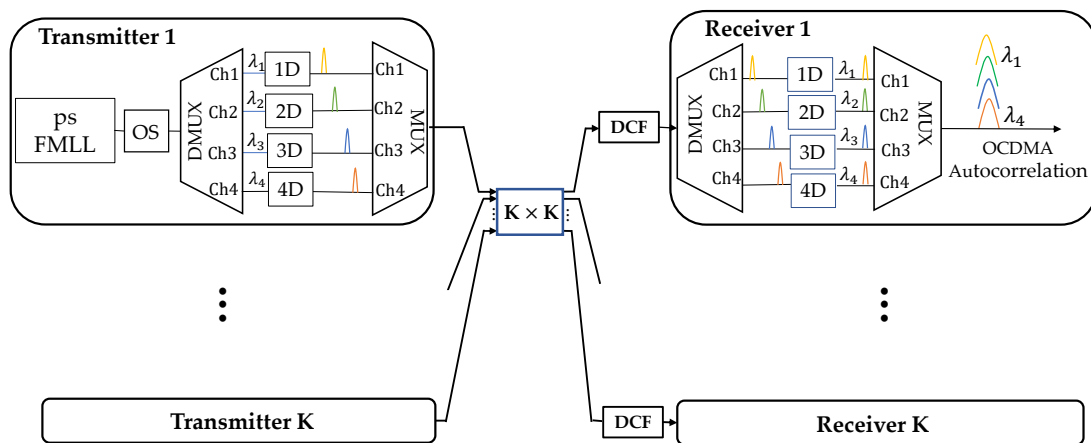 Transmitter 1
ps
FMLL
OS
DMUX
Ch1
Ch2
Ch3
Ch4
λ1
λ2
λ3
λ4
1D
2D
3D
4D
Ch1
Ch2
Ch3
Ch4
MUX
K × K
DCF
Receiver 1
DMUX
Ch1
Ch2
Ch3
Ch4
1D
2D
3D
4D
λ1
λ2
λ3
λ4
Ch1
Ch2
Ch3
Ch4
MUX
λ1
λ4
OCDMA
Autocorrelation
Transmitter K
DCF
Receiver K